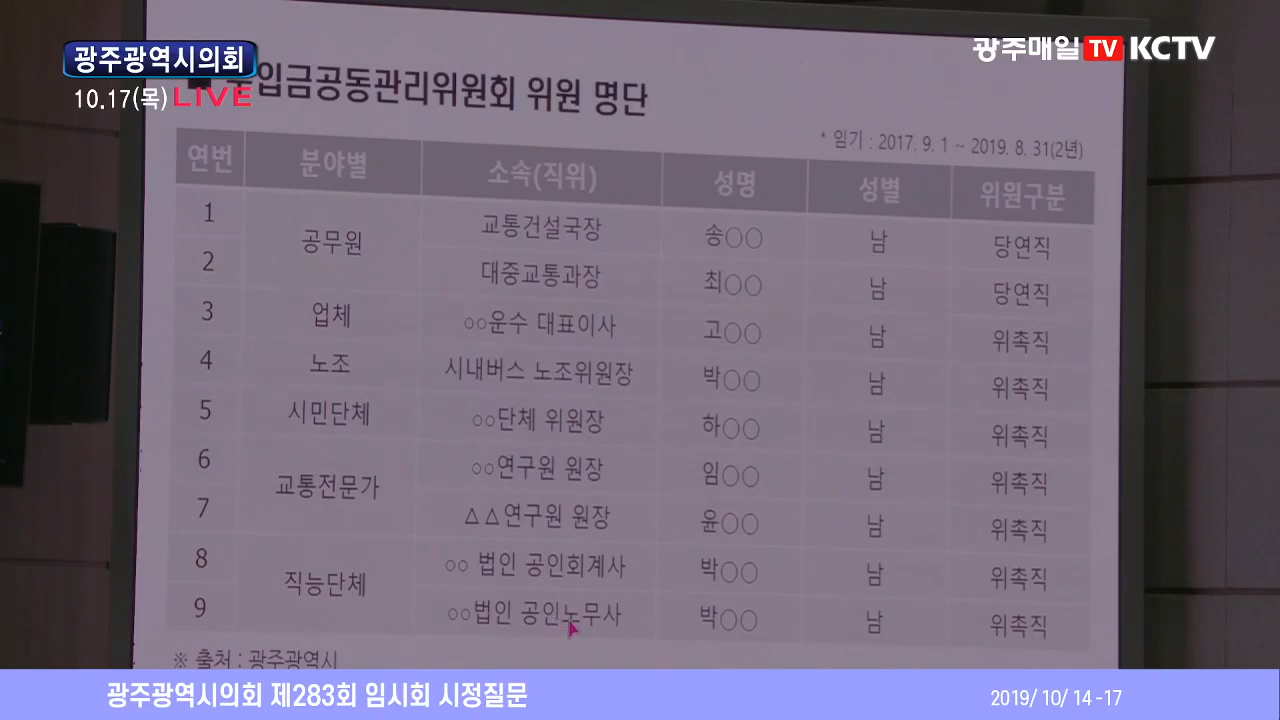 광주광역시의회
10.17(목) LIVE
광주매일TV KCTV
입금공동관리위원회 위원 명단
* 임기 : 2017. 9. 1 ~ 2019. 8. 31(2년)
연번 분야별 소속(직위) 성명 성별 위원구분
1 공무원 교통건설국장 송○○ 남 당연직
2 대중교통과장 최○○ 남 당연직
3 업체 ○○운수 대표이사 고○○ 남 위촉직
4 노조 시내버스 노조위원장 박○○ 남 위촉직
5 시민단체 ○○단체 위원장 하○○ 남 위촉직
6 교통전문가 ○○연구원 원장 임○○ 남 위촉직
7 △△연구원 원장 윤○○ 남 위촉직
8 직능단체 ○○ 법인 공인회계사 박○○ 남 위촉직
9 ○○법인 공인노무사 박○○ 남 위촉직
※ 출처 : 광주광역시
광주광역시의회 제283회 임시회 시정질문
2019/ 10/ 14 -17